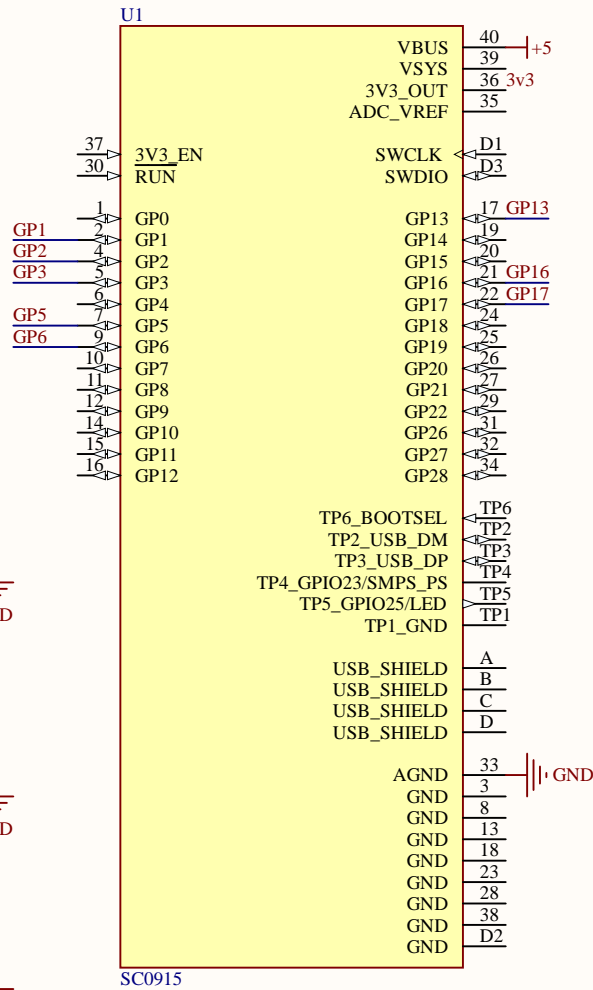 U1
VBUS 40 +5
VSYS 39
3V3_OUT 36 3v3
ADC_VREF 35
37 3V3_EN SWCLK D1
30 RUN SWDIO D3
1 GP0 GP13 17 GP13
GP1 2 GP1 GP14 19
GP2 4 GP2 GP15 20
GP3 5 GP3 GP16 21 GP16
6 GP4 GP17 22 GP17
GP5 7 GP5 GP18 24
GP6 9 GP6 GP19 25
10 GP7 GP20 26
11 GP8 GP21 27
12 GP9 GP22 29
14 GP10 GP26 31
15 GP11 GP27 32
16 GP12 GP28 34
TP6_BOOTSEL TP6
TP2_USB_DM TP2
TP3_USB_DP TP3
TP4_GPIO23/SMPS_PS TP4
TP5_GPIO25/LED TP5
D TP1_GND TP1
USB_SHIELD A
USB_SHIELD B
USB_SHIELD C
USB_SHIELD D
AGND 33 GND
GND 3
GND 8
D GND 13
GND 18
GND 23
GND 28
GND 38
GND D2
SC0915